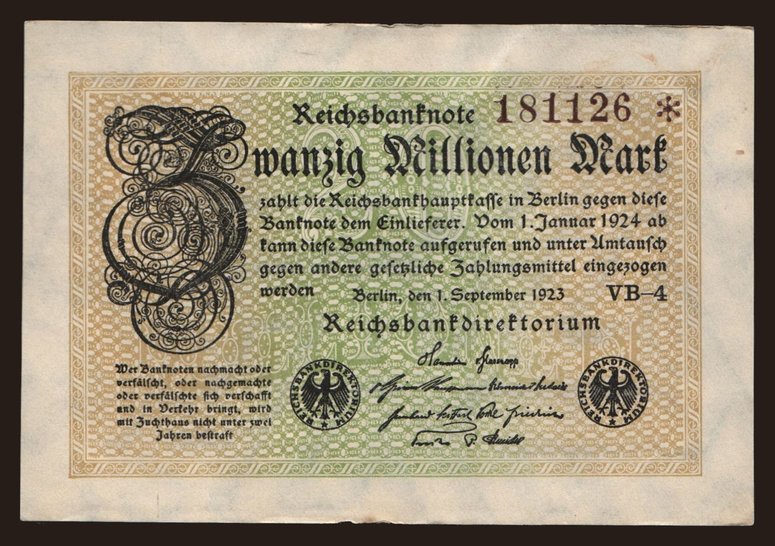 Reichsbanknote 181126 *
Zwanzig Millionen Mark
zahlt die Reichsbankhauptkasse in Berlin gegen diese
Banknote dem Einlieferer. Vom 1. Januar 1924 ab
kann diese Banknote aufgerufen und unter Umtausch
gegen andere gesetzliche Zahlungsmittel eingezogen
werden Berlin, den 1. September 1923 VB-4
Reichsbankdirektorium
Wer Banknoten nachmacht oder
verfälscht, oder nachgemachte
oder verfälschte sich verschafft
und in Verkehr bringt, wird
mit Zuchthaus nicht unter zwei
Jahren bestraft
REICHSBANKDIREKTORIUM
REICHSBANKDIREKTORIUM